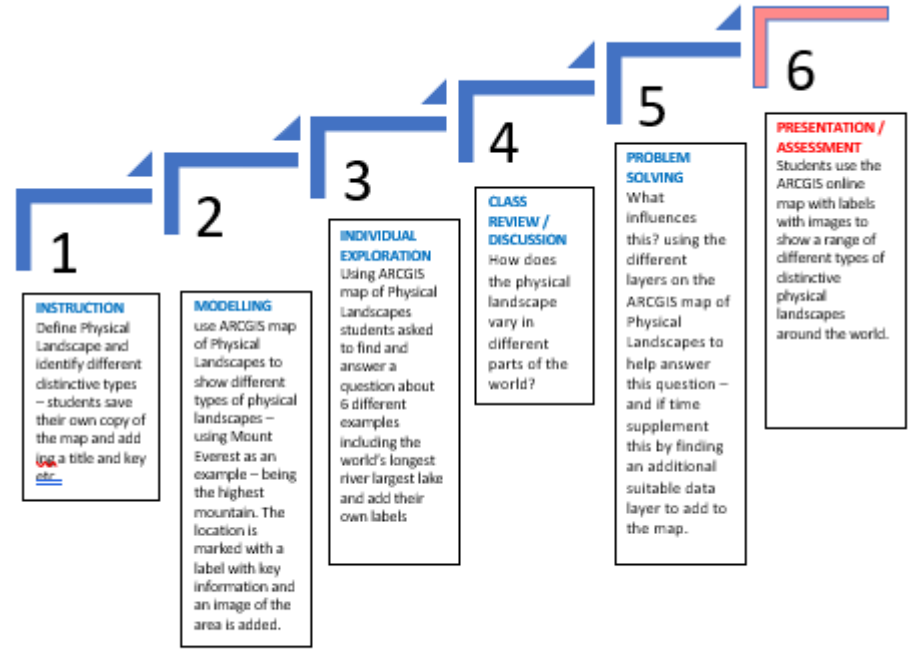 1
INSTRUCTION
Define Physical
Landscape and
identify different
distinctive types
– students save
their own copy of
the map and add
ing a title and key
etc
2
MODELLING
use ARCGIS map
of Physical
Landscapes to
show different
types of physical
landscapes –
using Mount
Everest as an
example – being
the highest
mountain. The
location is
marked with a
label with key
information and
an image of the
area is added.
3
INDIVIDUAL
EXPLORATION
Using ARCGIS
map of Physical
Landscapes
students asked
to find and
answer a
question about
6 different
examples
including the
world's longest
river largest lake
and add their
own labels
4
CLASS
REVIEW /
DISCUSSION
How does
the physical
landscape
vary in
different
parts of the
world?
5
PROBLEM
SOLVING
What
influences
this? using the
different
layers on the
ARCGIS map of
Physical
Landscapes to
help answer
this question –
and if time
supplement
this by finding
an additional
suitable data
layer to add to
the map.
6
PRESENTATION /
ASSESSMENT
Students use the
ARCGIS online
map with labels
with images to
show a range of
different types of
distinctive
physical
landscapes
around the world.